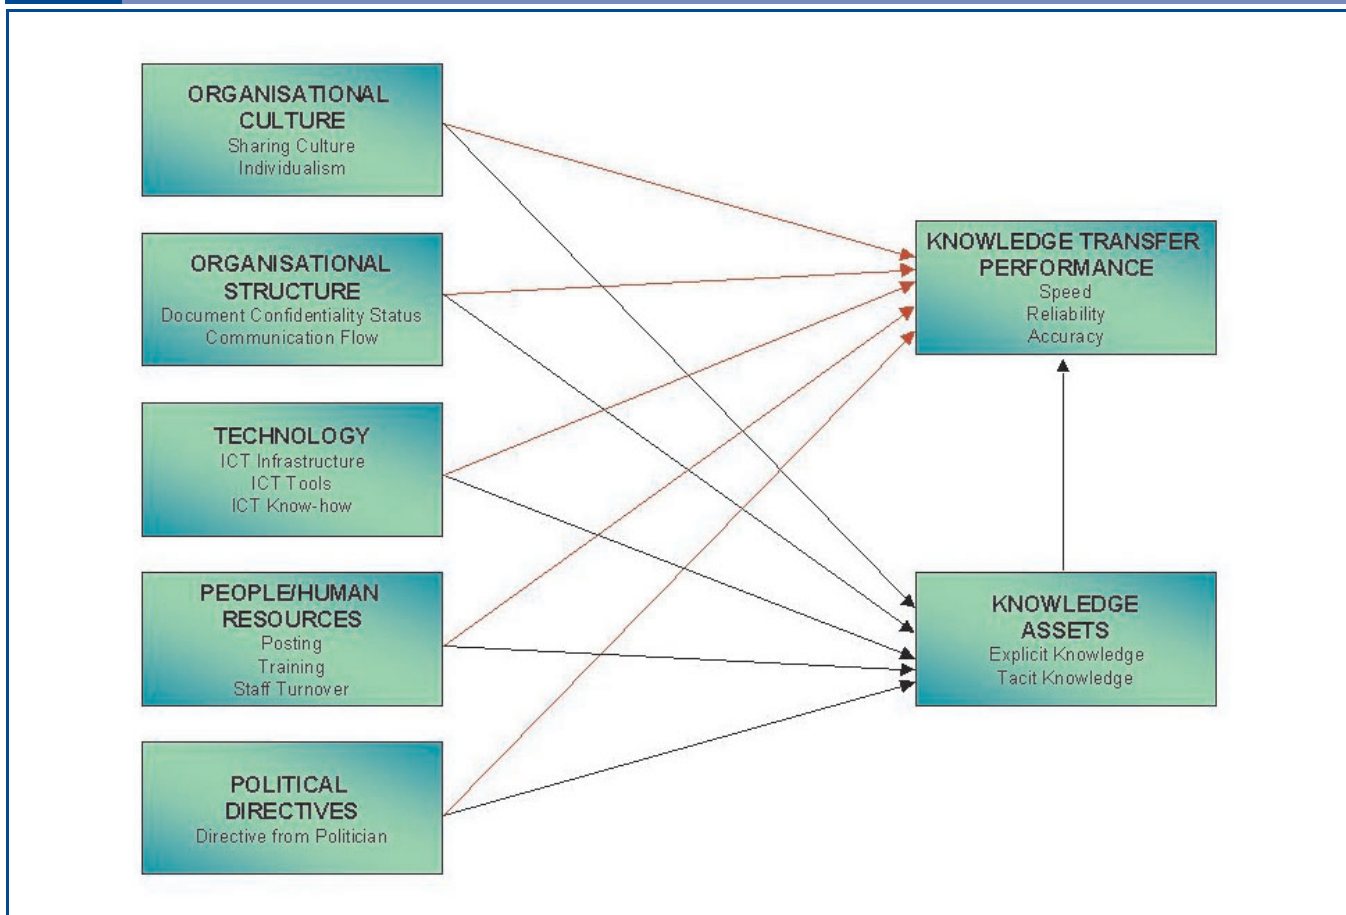 ORGANISATIONAL
CULTURE
Sharing Culture
Individualism
ORGANISATIONAL
STRUCTURE
Document Confidentiality Status
Communication Flow
TECHNOLOGY
ICT Infrastructure
ICT Tools
ICT Know-how
PEOPLE/HUMAN
RESOURCES
Posting
Training
Staff Turnover
POLITICAL
DIRECTIVES
Directive from Politician
KNOWLEDGE TRANSFER
PERFORMANCE
Speed
Reliability
Accuracy
KNOWLEDGE
ASSETS
Explicit Knowledge
Tacit Knowledge